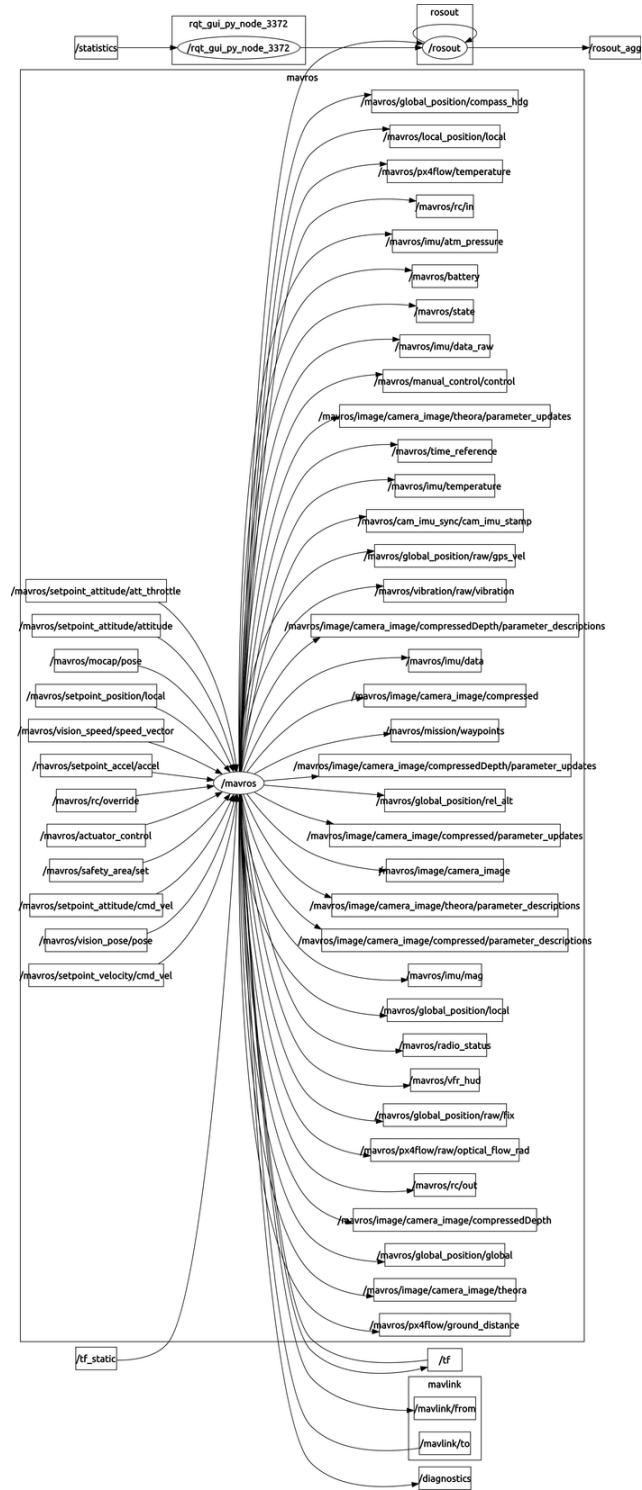 rqt_gui_py_node_3372
rosout
/statistics
/rqt_gui_py_node_3372
/rosout
/rosout_agg
mavros
/mavros/global_position/compass_hdg
/mavros/local_position/local
/mavros/px4flow/temperature
/mavros/rc/in
/mavros/imu/atm_pressure
/mavros/battery
/mavros/state
/mavros/imu/data_raw
/mavros/manual_control/control
/mavros/image/camera_image/theora/parameter_updates
/mavros/time_reference
/mavros/imu/temperature
/mavros/cam_imu_sync/cam_imu_stamp
/mavros/global_position/raw/gps_vel
/mavros/vibration/raw/vibration
/mavros/image/camera_image/compressedDepth/parameter_descriptions
/mavros/imu/data
/mavros/image/camera_image/compressed
/mavros/mission/waypoints
/mavros/image/camera_image/compressedDepth/parameter_updates
/mavros/global_position/rel_alt
/mavros/image/camera_image/compressed/parameter_updates
/mavros/image/camera_image
/mavros/image/camera_image/theora/parameter_descriptions
/mavros/image/camera_image/compressed/parameter_descriptions
/mavros/imu/mag
/mavros/global_position/local
/mavros/radio_status
/mavros/vfr_hud
/mavros/global_position/raw/fix
/mavros/px4flow/raw/optical_flow_rad
/mavros/rc/out
/mavros/image/camera_image/compressedDepth
/mavros/global_position/global
/mavros/image/camera_image/theora
/mavros/px4flow/ground_distance
/mavros/setpoint_attitude/att_throttle
/mavros/setpoint_attitude/attitude
/mavros/mocap/pose
/mavros/setpoint_position/local
/mavros/vision_speed/speed_vector
/mavros/setpoint_accel/accel
/mavros/rc/override
/mavros/actuator_control
/mavros/safety_area/set
/mavros/setpoint_attitude/cmd_vel
/mavros/vision_pose/pose
/mavros/setpoint_velocity/cmd_vel
/mavros
/tf_static
/tf
mavlink
/mavlink/from
/mavlink/to
/diagnostics